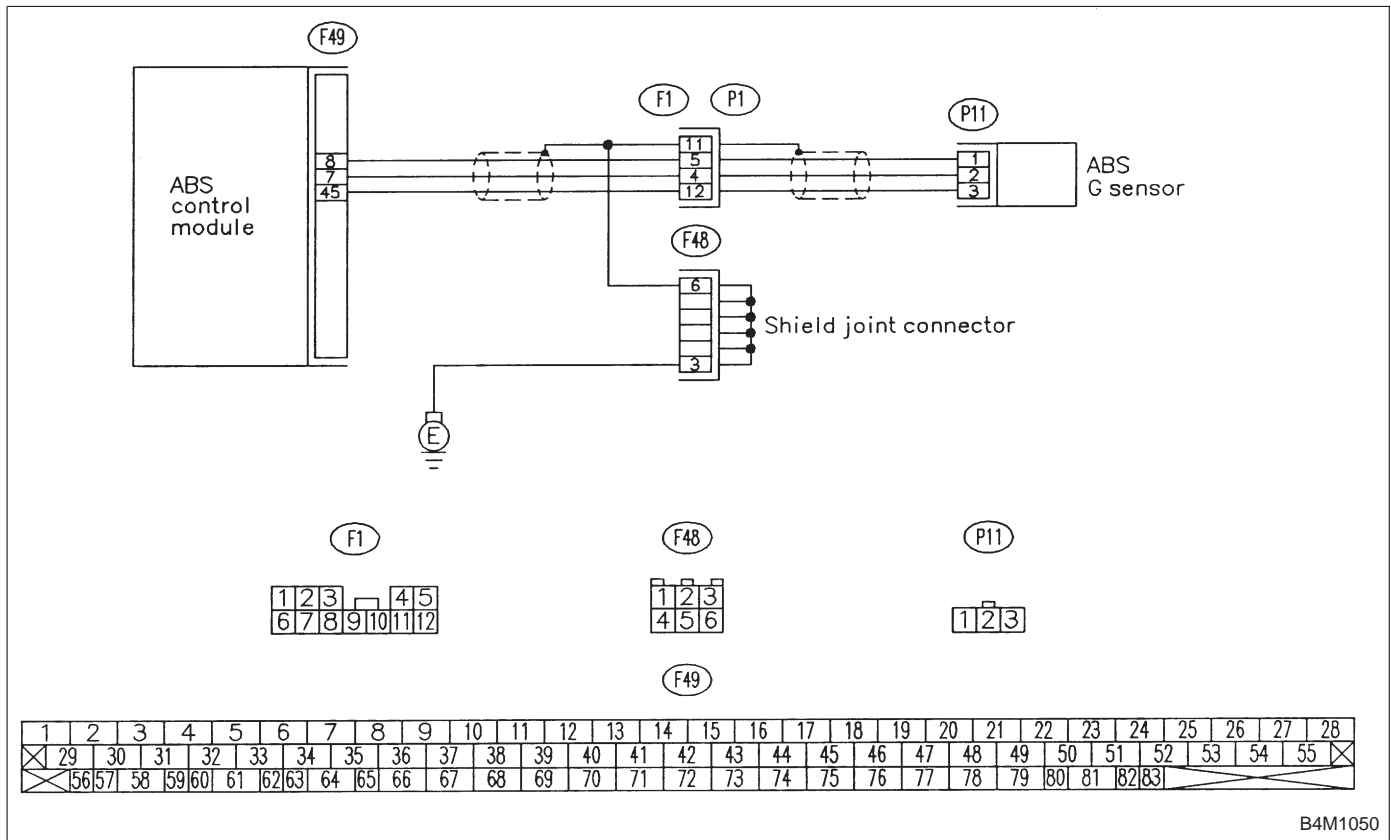 F49
F1 P1
P11
11
8 5 1
7 4 2
45 12 3
ABS
control
module
ABS
G sensor
F48
6
Shield joint connector
3
E
F1 F48 P11
1 2 3 4 5
6 7 8 9 10 11 12
1 2 3
4 5 6
1 2 3
F49
1 2 3 4 5 6 7 8 9 10 11 12 13 14 15 16 17 18 19 20 21 22 23 24 25 26 27 28
29 30 31 32 33 34 35 36 37 38 39 40 41 42 43 44 45 46 47 48 49 50 51 52 53 54 55
56 57 58 59 60 61 62 63 64 65 66 67 68 69 70 71 72 73 74 75 76 77 78 79 80 81 82 83
B4M1050